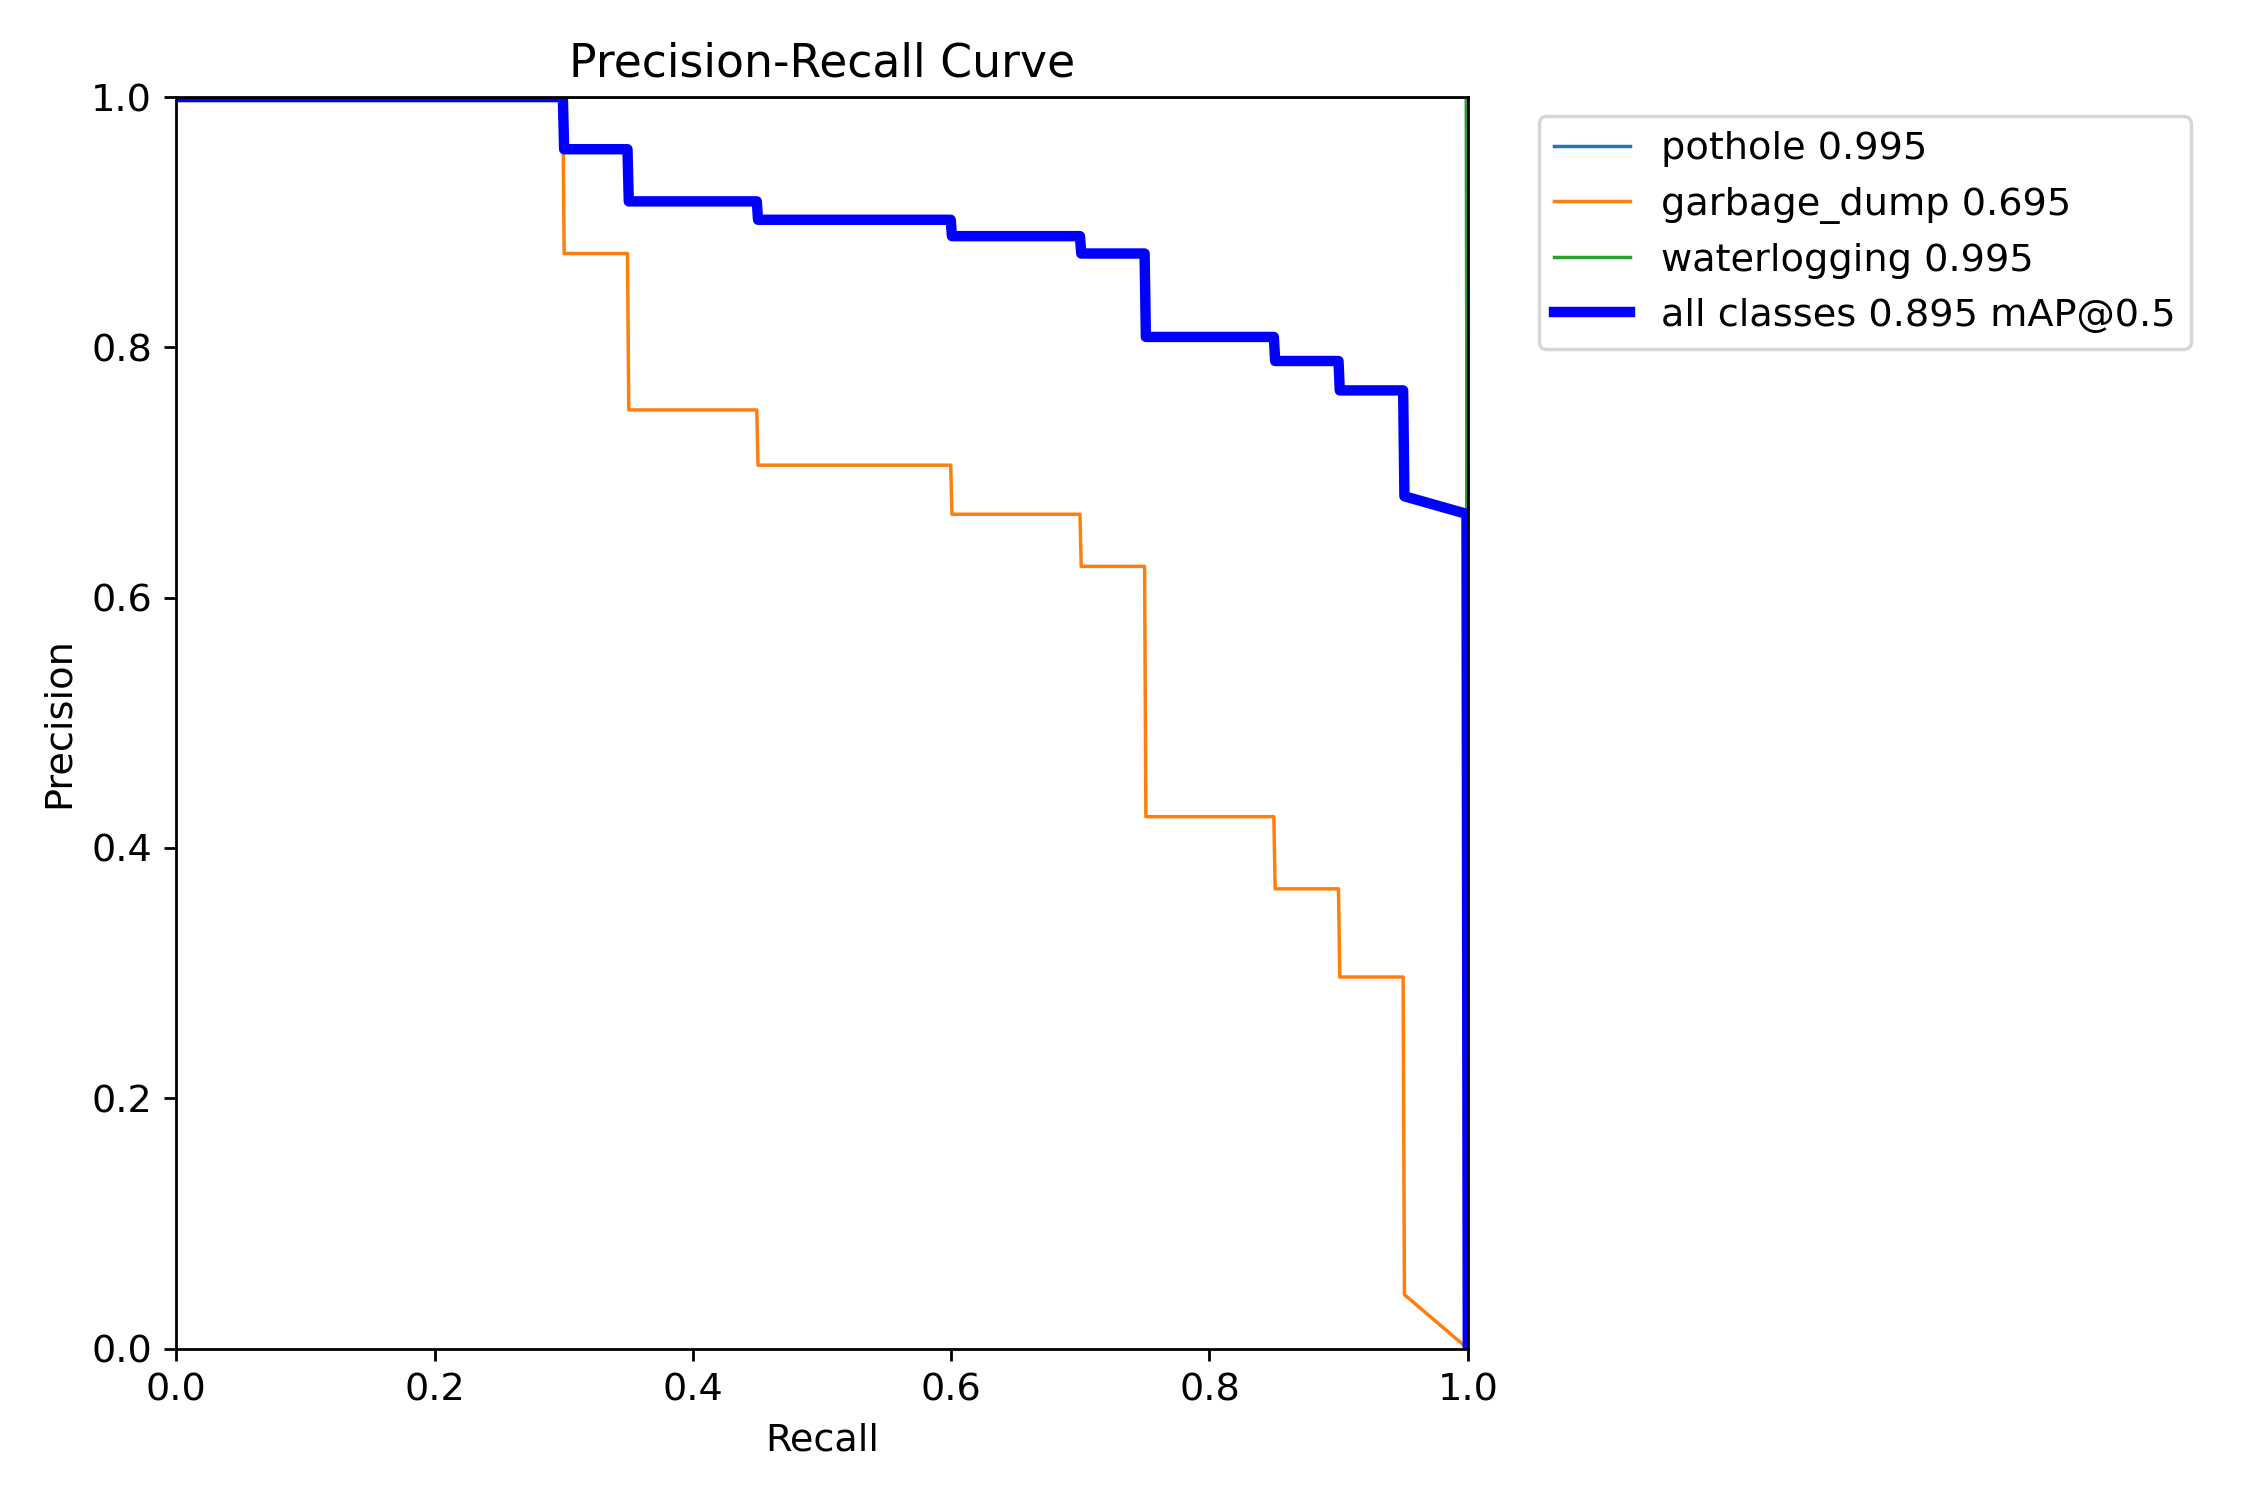 Precision-Recall Curve
1.0
0.8
0.6
0.4
0.2
0.0
Precision
0.0 0.2 0.4 0.6 0.8 1.0
Recall
pothole 0.995
garbage_dump 0.695
waterlogging 0.995
all classes 0.895 mAP@0.5